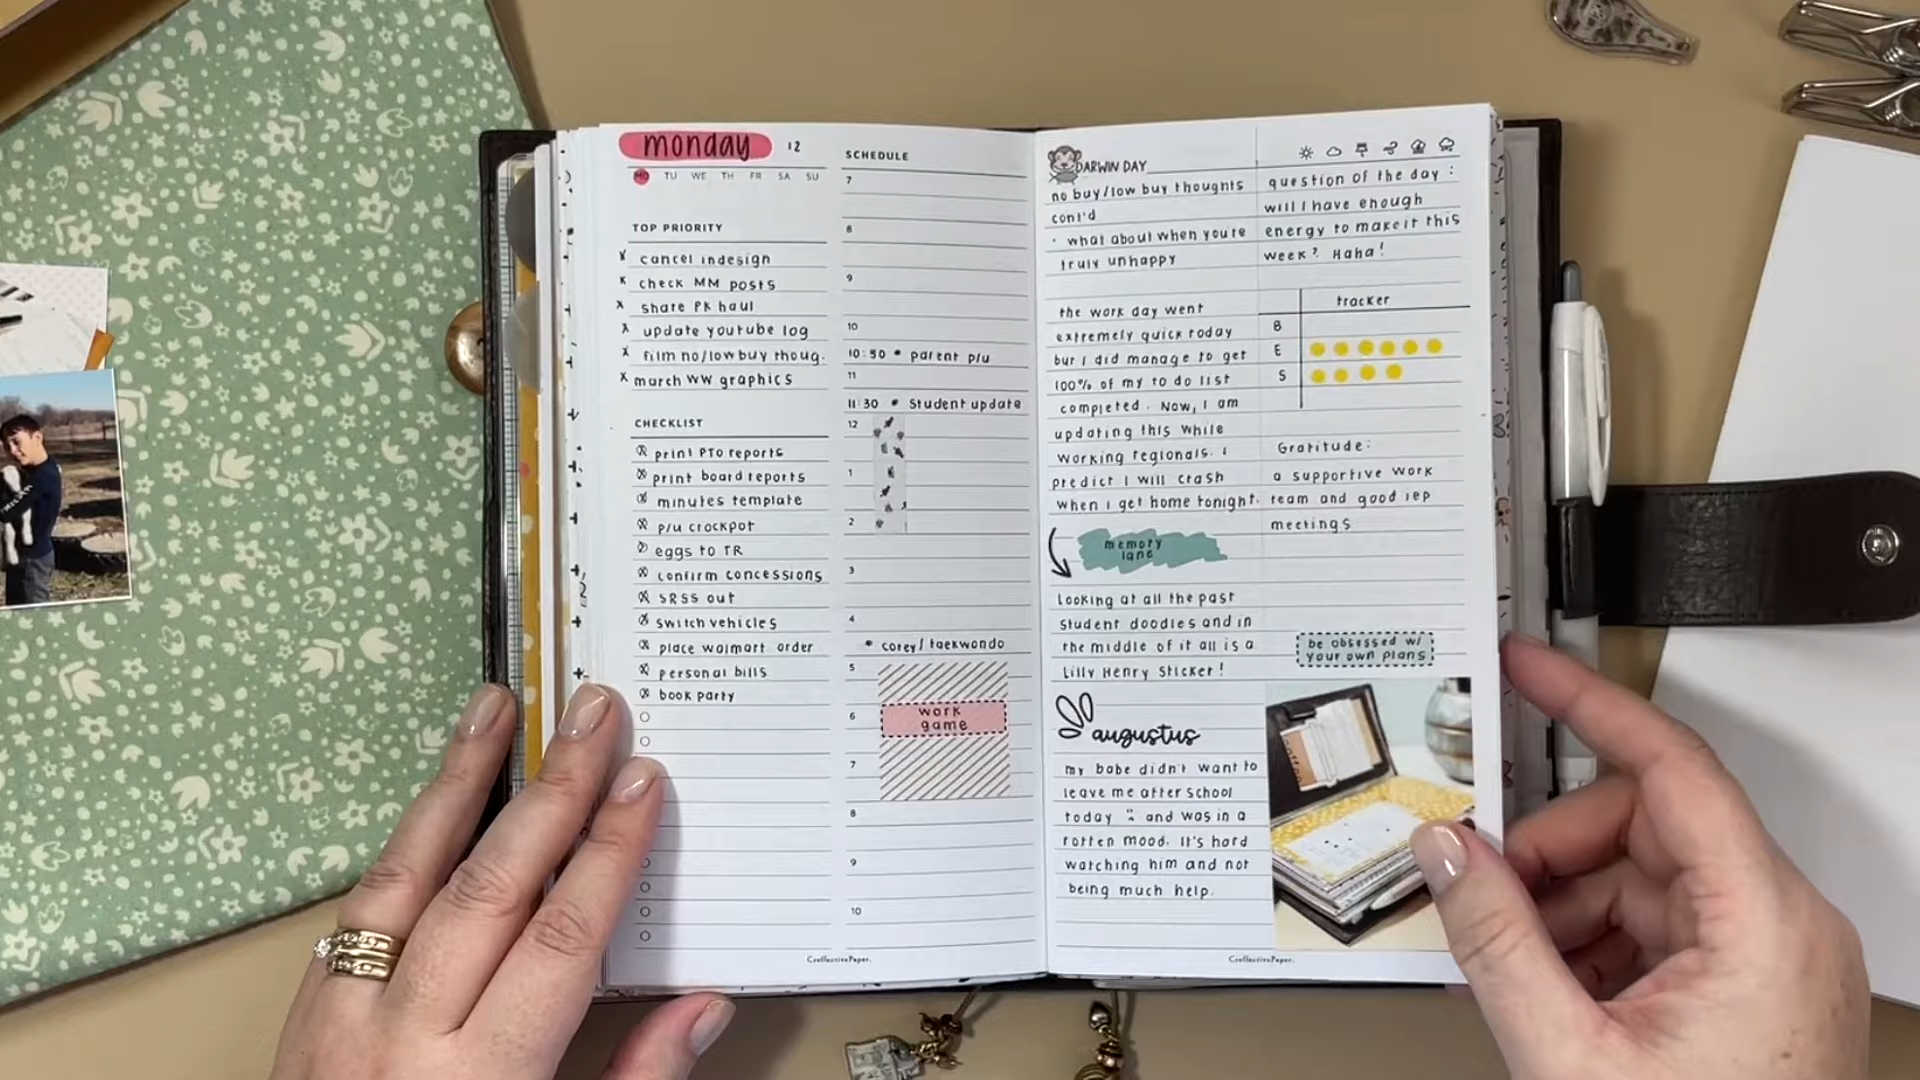 monday 12
MO TU WE TH FR SA SU
TOP PRIORITY
x cancel indesign
x check MM posts
x share PK haul
x update youtube log
x film no/low buy thoug.
x march WW graphics
CHECKLIST
print PTO reports
print board reports
minutes template
p/u crockpot
eggs to TR
confirm concessions
SRSS out
switch vehicles
place walmart order
personal bills
book party
SCHEDULE
7
8
9
10
10:50 • parent p/u
11
11:30 • Student update
12
1
2
3
4
• corey/taekwondo
5
6
work
game
7
8
9
10
CreffectivePaper.
DARWIN DAY
no buy/low buy thoughts
cont'd
· what about when you're
truly unhappy
the work day went
extremely quick today
but I did manage to get
100% of my to do list
completed. Now, I am
updating this while
working regionals. I
predict I will crash
when I get home tonight.
memory
lane
Looking at all the past
student doodles and in
the middle of it all is a
Lilly Henry Sticker!
augustus
my babe didn't want to
leave me after school
today and was in a
rotten mood. It's hard
watching him and not
being much help.
question of the day:
will I have enough
energy to make it this
week? Haha!
tracker
B
E
S
Gratitude:
a supportive work
team and good iep
meetings
be obsessed w/
your own plans
CreffectivePaper.